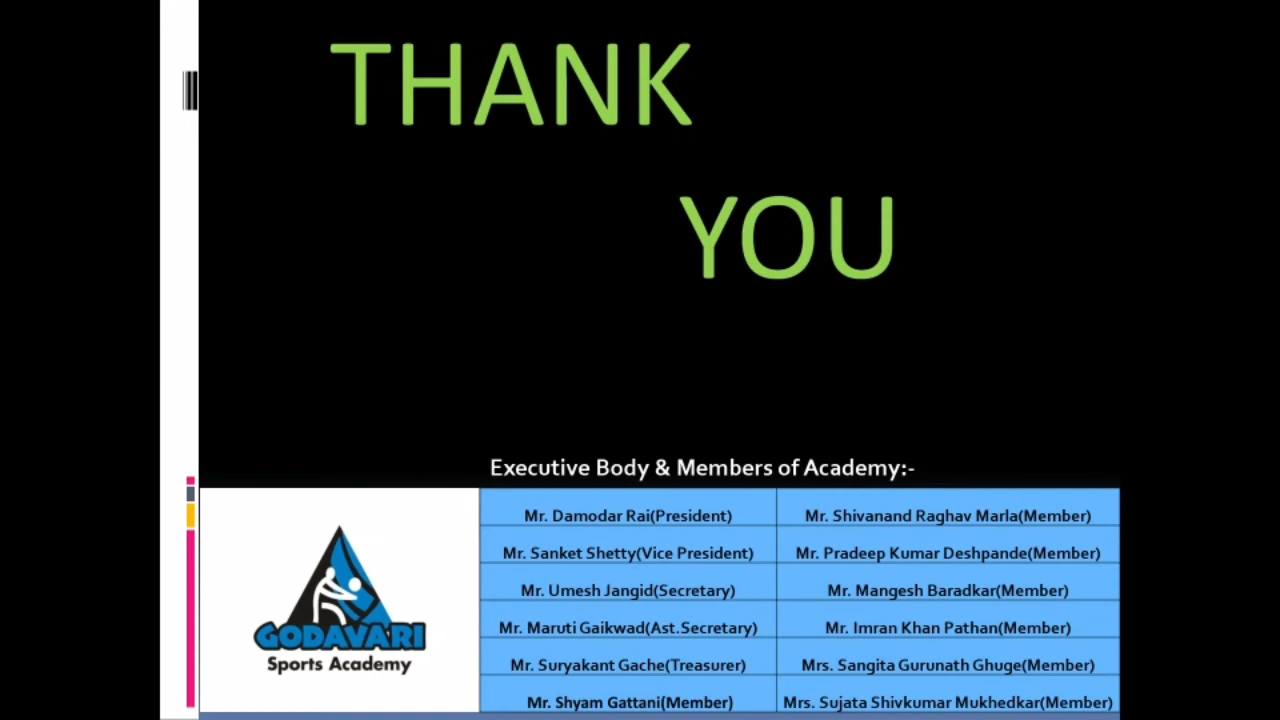 THANK
YOU
Executive Body & Members of Academy:-
Mr. Damodar Rai(President)
Mr. Shivanand Raghav Marla(Member)
Mr. Sanket Shetty(Vice President)
Mr. Pradeep Kumar Deshpande(Member)
Mr. Umesh Jangid(Secretary)
Mr. Mangesh Baradkar(Member)
Mr. Maruti Gaikwad(Ast.Secretary)
Mr. Imran Khan Pathan(Member)
Mr. Suryakant Gache(Treasurer)
Mrs. Sangita Gurunath Ghuge(Member)
Mr. Shyam Gattani(Member)
Mrs. Sujata Shivkumar Mukhedkar(Member)
GODAVARI
Sports Academy